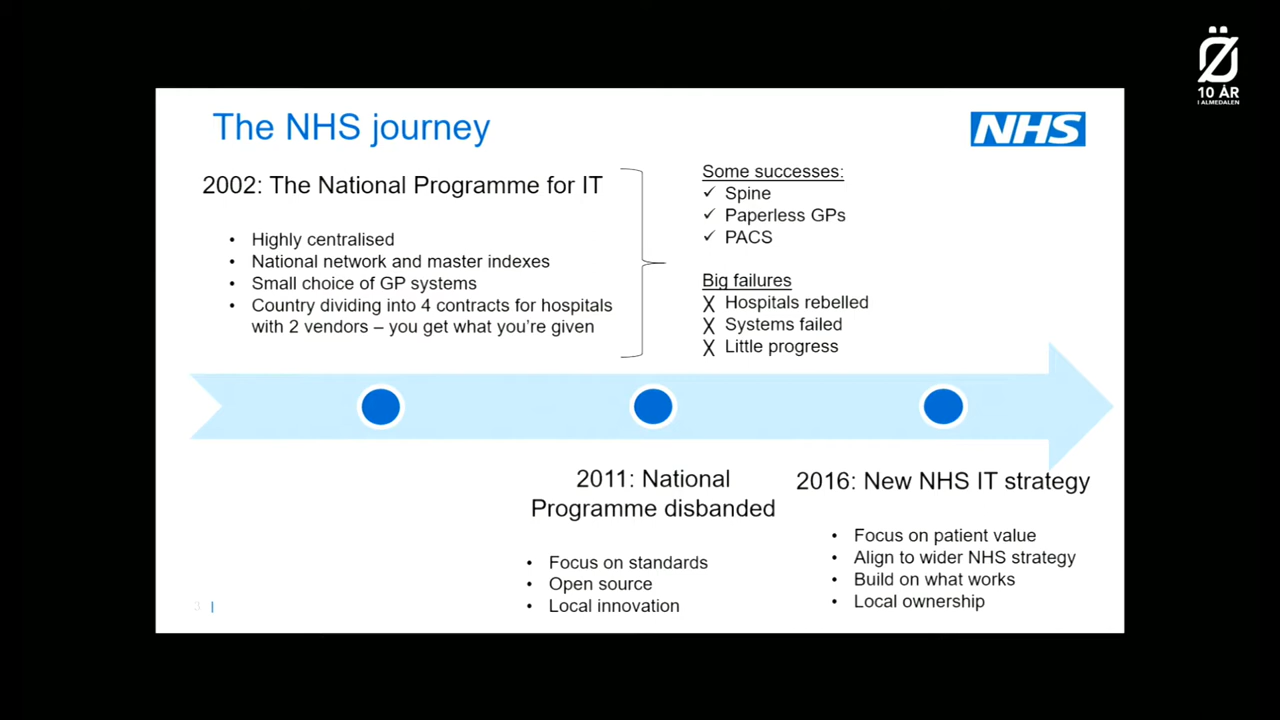 Ö
10 ÅR
I ALMEDALEN
The NHS journey
NHS
2002: The National Programme for IT
• Highly centralised
• National network and master indexes
• Small choice of GP systems
• Country dividing into 4 contracts for hospitals
with 2 vendors – you get what you're given
Some successes:
✓ Spine
✓ Paperless GPs
✓ PACS
Big failures
X Hospitals rebelled
X Systems failed
X Little progress
2011: National
Programme disbanded
• Focus on standards
• Open source
• Local innovation
2016: New NHS IT strategy
• Focus on patient value
• Align to wider NHS strategy
• Build on what works
• Local ownership
3 |